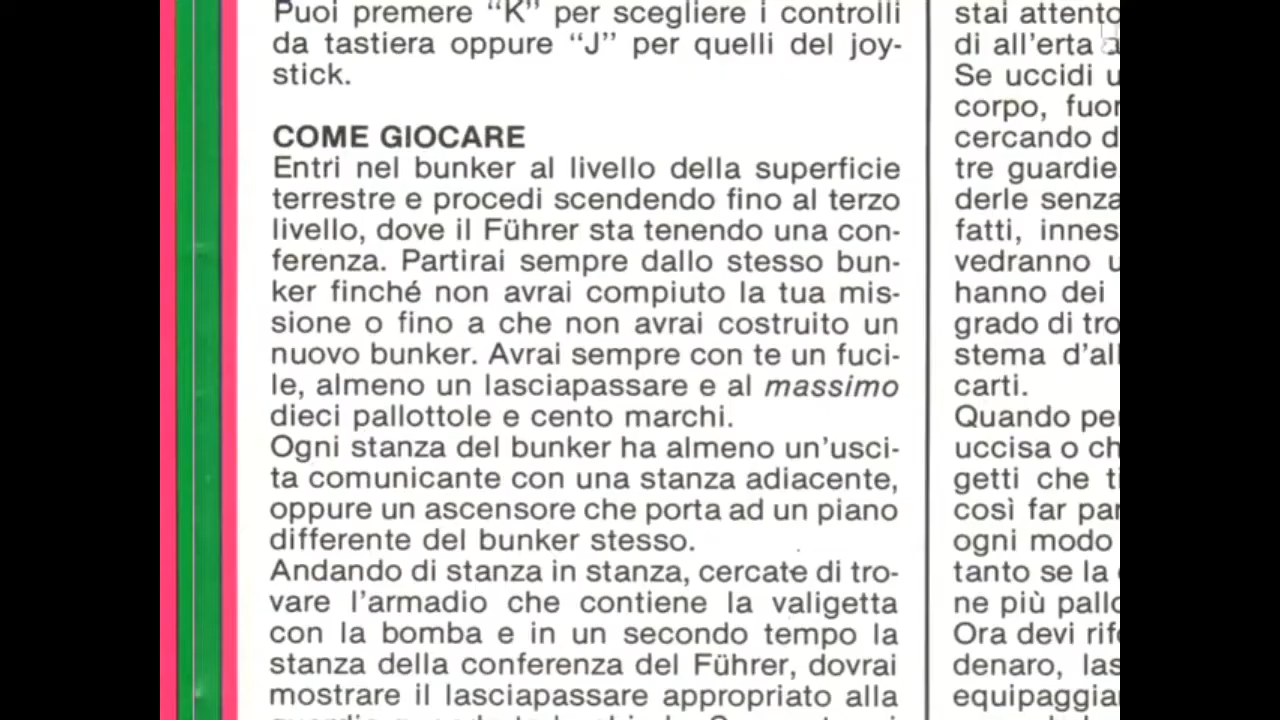 Puoi premere “K” per scegliere i controlli
da tastiera oppure “J” per quelli del joy-
stick.
COME GIOCARE
Entri nel bunker al livello della superficie
terrestre e procedi scendendo fino al terzo
livello, dove il Führer sta tenendo una con-
ferenza. Partirai sempre dallo stesso bun-
ker finché non avrai compiuto la tua mis-
sione o fino a che non avrai costruito un
nuovo bunker. Avrai sempre con te un fuci-
le, almeno un lasciapassare e al massimo
dieci pallottole e cento marchi.
Ogni stanza del bunker ha almeno un’usci-
ta comunicante con una stanza adiacente,
oppure un ascensore che porta ad un piano
differente del bunker stesso.
Andando di stanza in stanza, cercate di tro-
vare l’armadio che contiene la valigetta
con la bomba e in un secondo tempo la
stanza della conferenza del Führer, dovrai
mostrare il lasciapassare appropriato alla
stai attento
di all’erta
Se uccidi
corpo,
cercando
tre guardie
derle senza
fatti, innes
vedranno
hanno dei
grado di tro
stema d’al
carti.
Quando
uccisa o
getti che
così far
ogni modo
tanto se la
ne più
Ora devi
denaro,